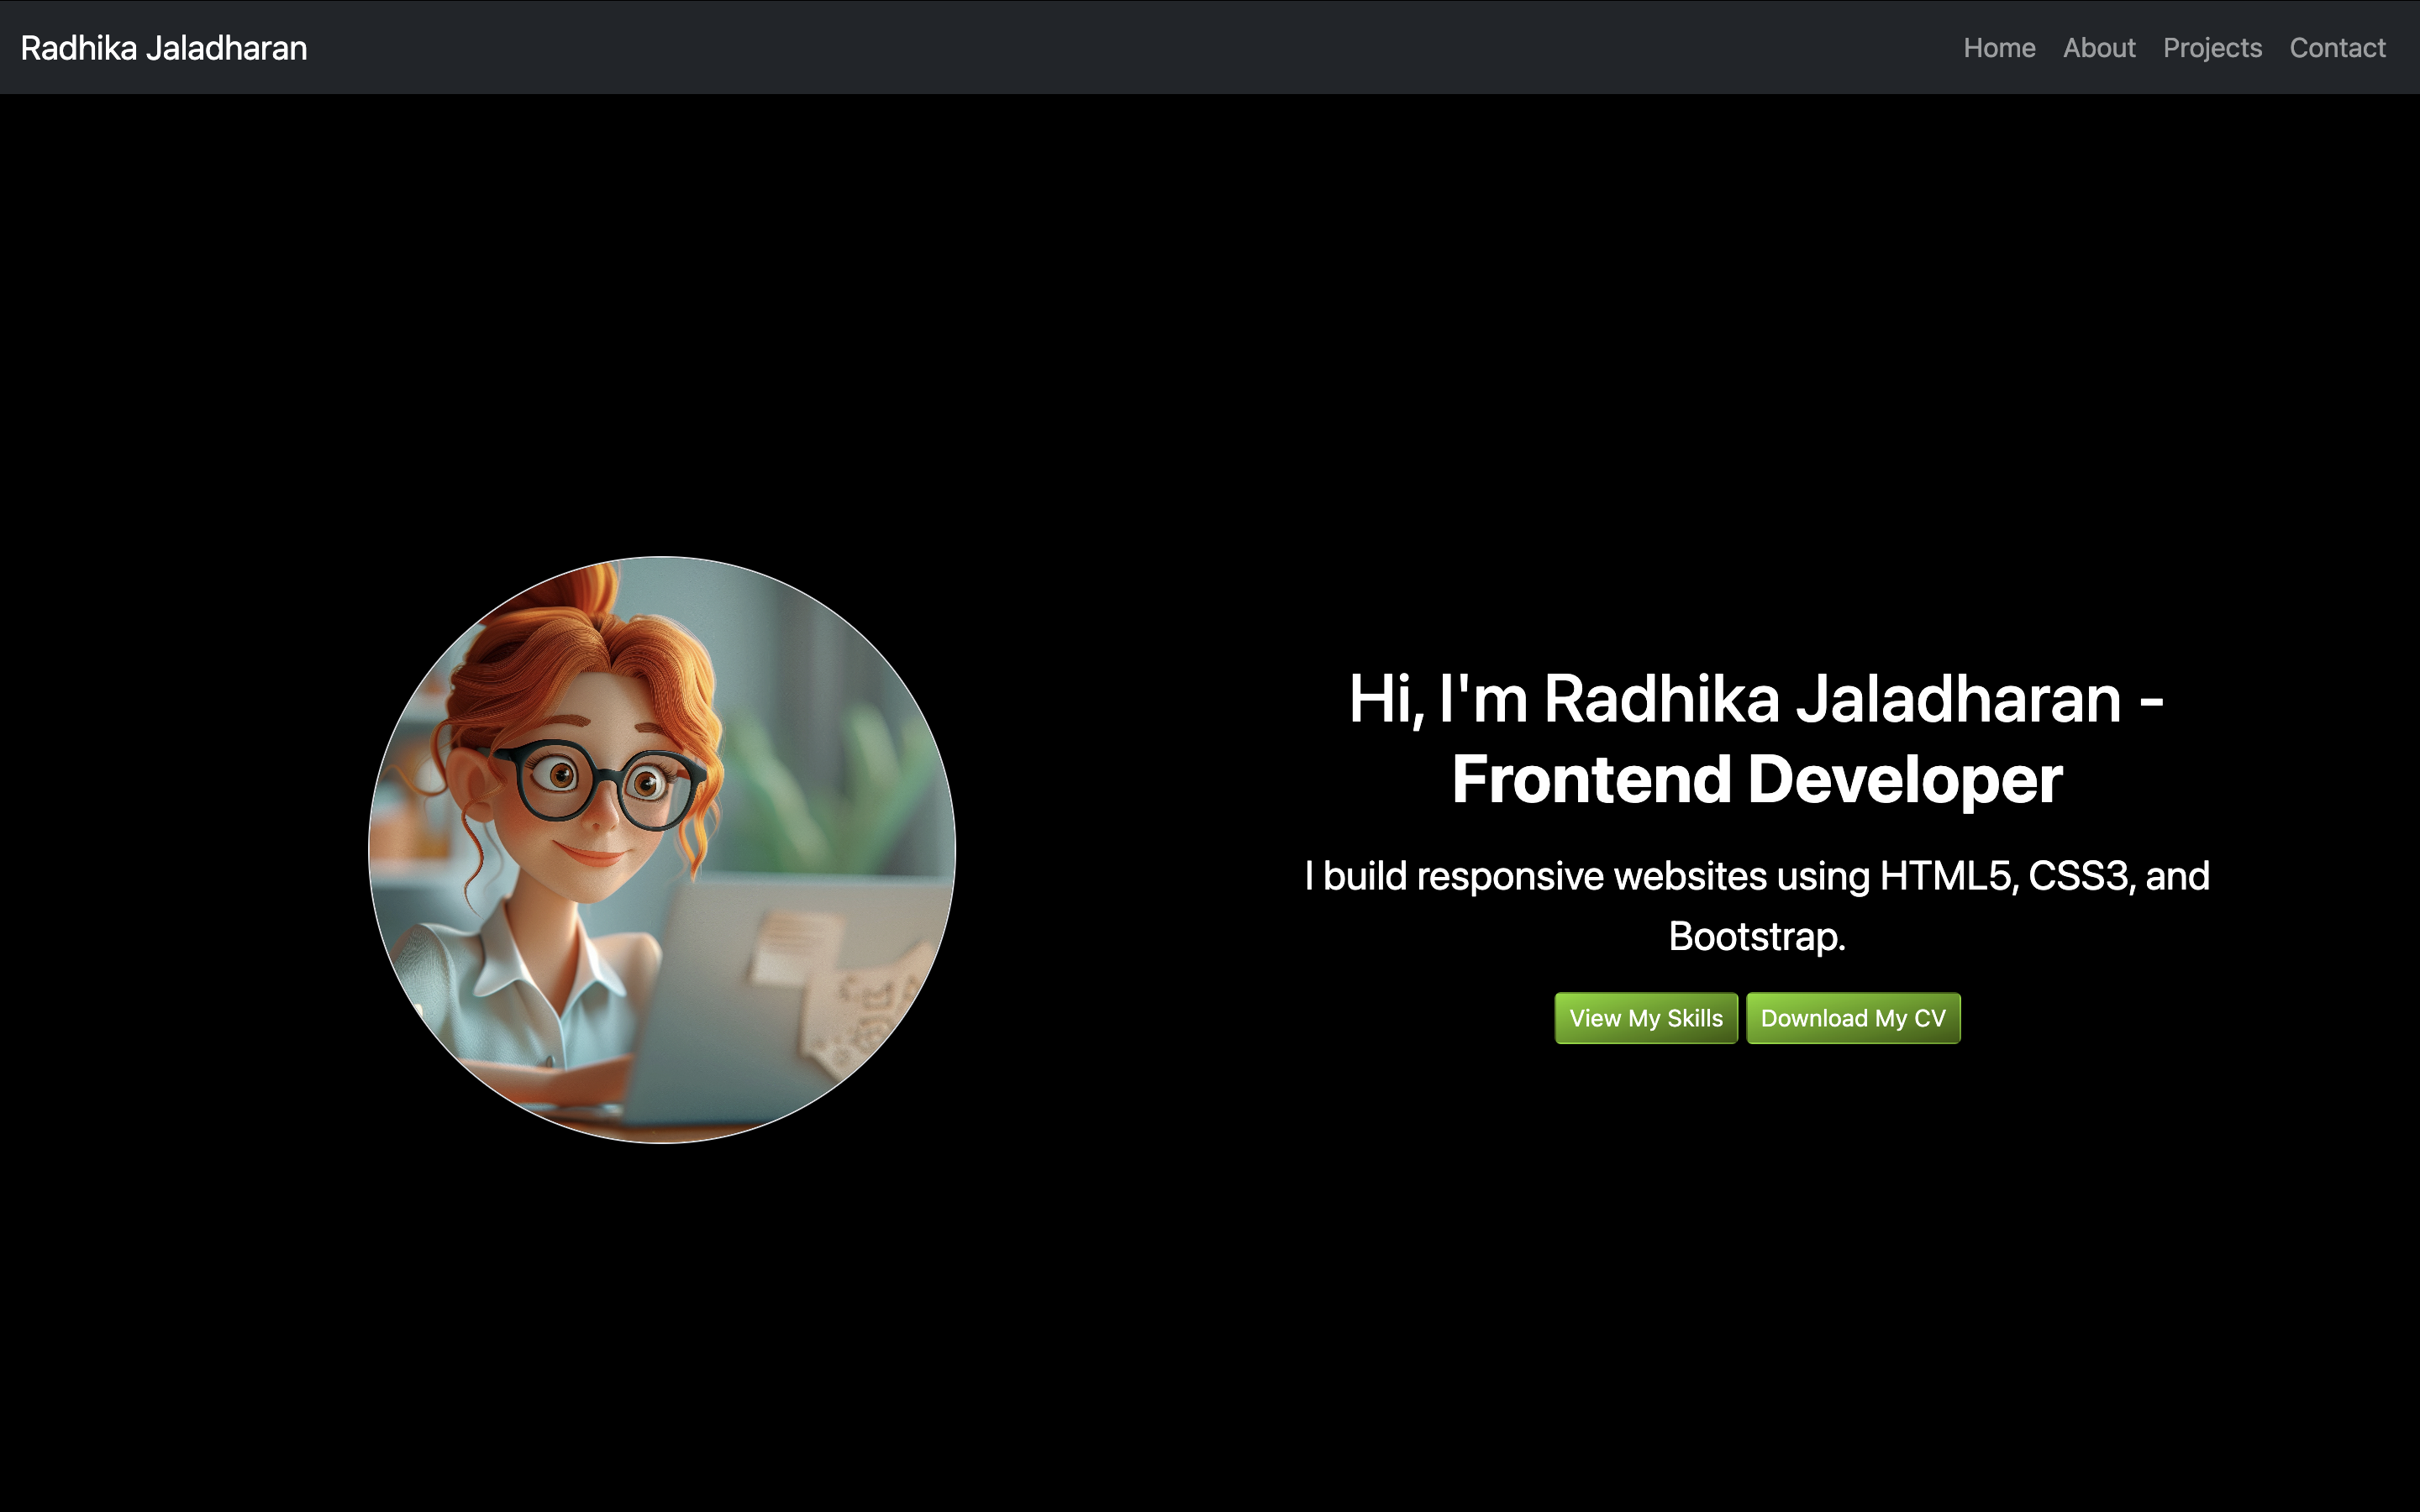 Radhika Jaladharan
Home About Projects Contact
Hi, I'm Radhika Jaladharan -
Frontend Developer
I build responsive websites using HTML5, CSS3, and
Bootstrap.
View My Skills Download My CV